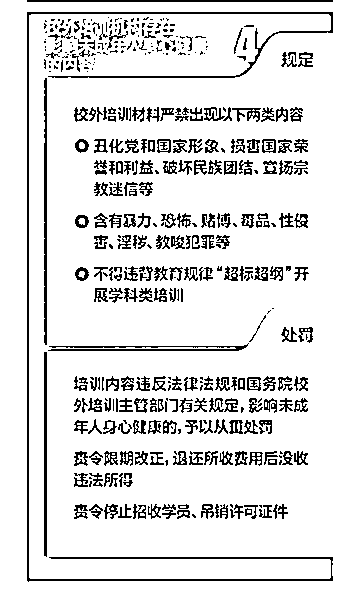 校外培训机构存在
影响未成年人身心健康
的内容
4
规定
校外培训材料严禁出现以下两类内容
丑化党和国家形象、损害国家荣
誉和利益、破坏民族团结、宣扬宗
教迷信等
含有暴力、恐怖、赌博、毒品、性侵
害、淫秽、教唆犯罪等
不得违背教育规律“超标超纲”开
展学科类培训
处罚
培训内容违反法律法规和国务院校
外培训主管部门有关规定，影响未成
年人身心健康的，予以从重处罚
责令限期改正，退还所收费用后没收
违法所得
责令停止招收学员、吊销许可证件